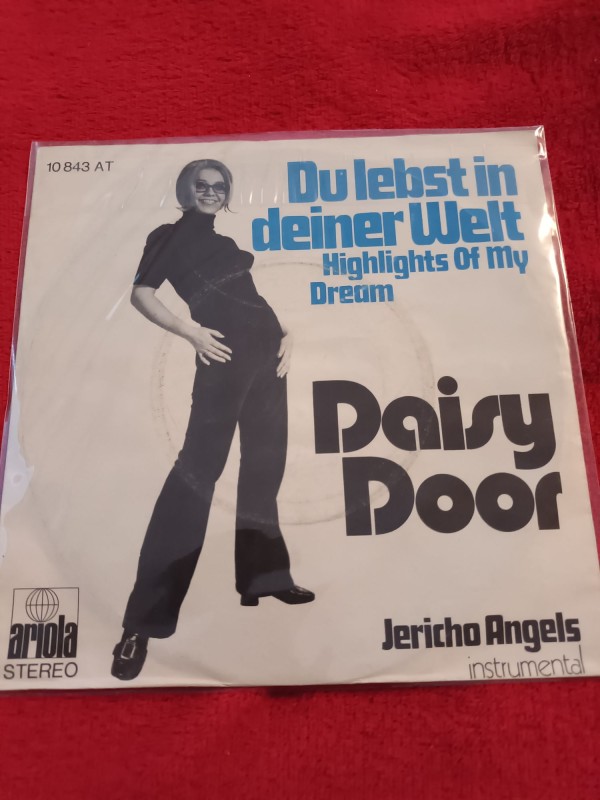 10 843 AT
Du lebst in
deiner Welt
Highlights Of My
Dream
Daisy
Door
Jericho Angels
instrumental
ariola
STEREO